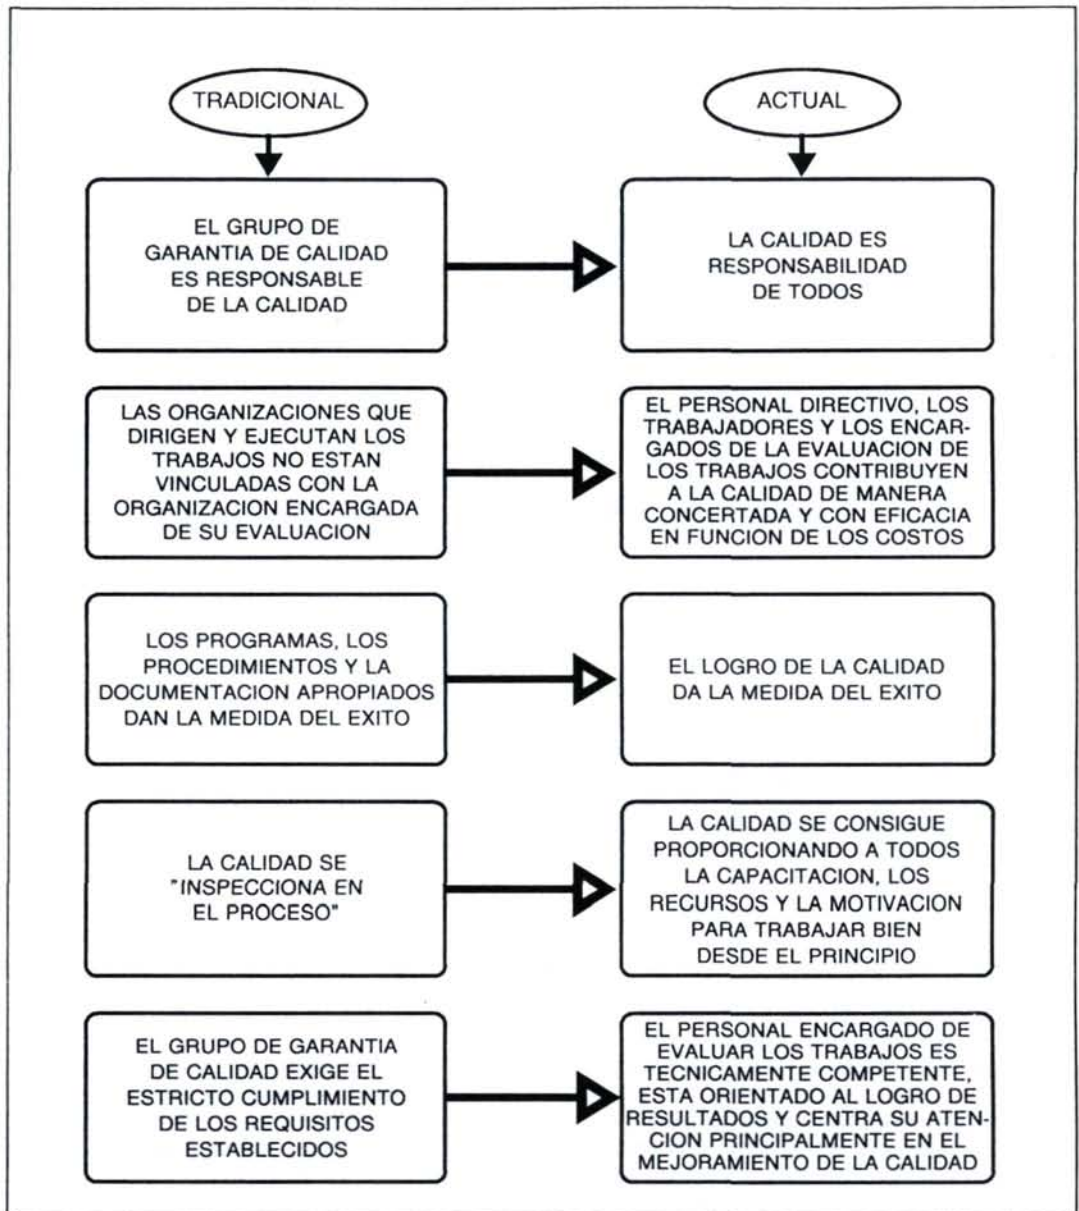 TRADICIONAL
ACTUAL
EL GRUPO DE
GARANTIA DE CALIDAD
ES RESPONSABLE
DE LA CALIDAD
LA CALIDAD ES
RESPONSABILIDAD
DE TODOS
LAS ORGANIZACIONES QUE
DIRIGEN Y EJECUTAN LOS
TRABAJOS NO ESTAN
VINCULADAS CON LA
ORGANIZACION ENCARGADA
DE SU EVALUACION
EL PERSONAL DIRECTIVO, LOS
TRABAJADORES Y LOS ENCAR-
GADOS DE LA EVALUACION DE
LOS TRABAJOS CONTRIBUYEN
A LA CALIDAD DE MANERA
CONCERTADA Y CON EFICACIA
EN FUNCION DE LOS COSTOS
LOS PROGRAMAS, LOS
PROCEDIMIENTOS Y LA
DOCUMENTACION APROPIADOS
DAN LA MEDIDA DEL EXITO
EL LOGRO DE LA CALIDAD
DA LA MEDIDA DEL EXITO
LA CALIDAD SE
"INSPECCIONA EN
EL PROCESO"
LA CALIDAD SE CONSIGUE
PROPORCIONANDO A TODOS
LA CAPACITACION, LOS
RECURSOS Y LA MOTIVACION
PARA TRABAJAR BIEN
DESDE EL PRINCIPIO
EL GRUPO DE GARANTIA
DE CALIDAD EXIGE EL
ESTRICTO CUMPLIMIENTO
DE LOS REQUISITOS
ESTABLECIDOS
EL PERSONAL ENCARGADO DE
EVALUAR LOS TRABAJOS ES
TECNICAMENTE COMPETENTE,
ESTA ORIENTADO AL LOGRO DE
RESULTADOS Y CENTRA SU ATEN-
CION PRINCIPALMENTE EN EL
MEJORAMIENTO DE LA CALIDAD